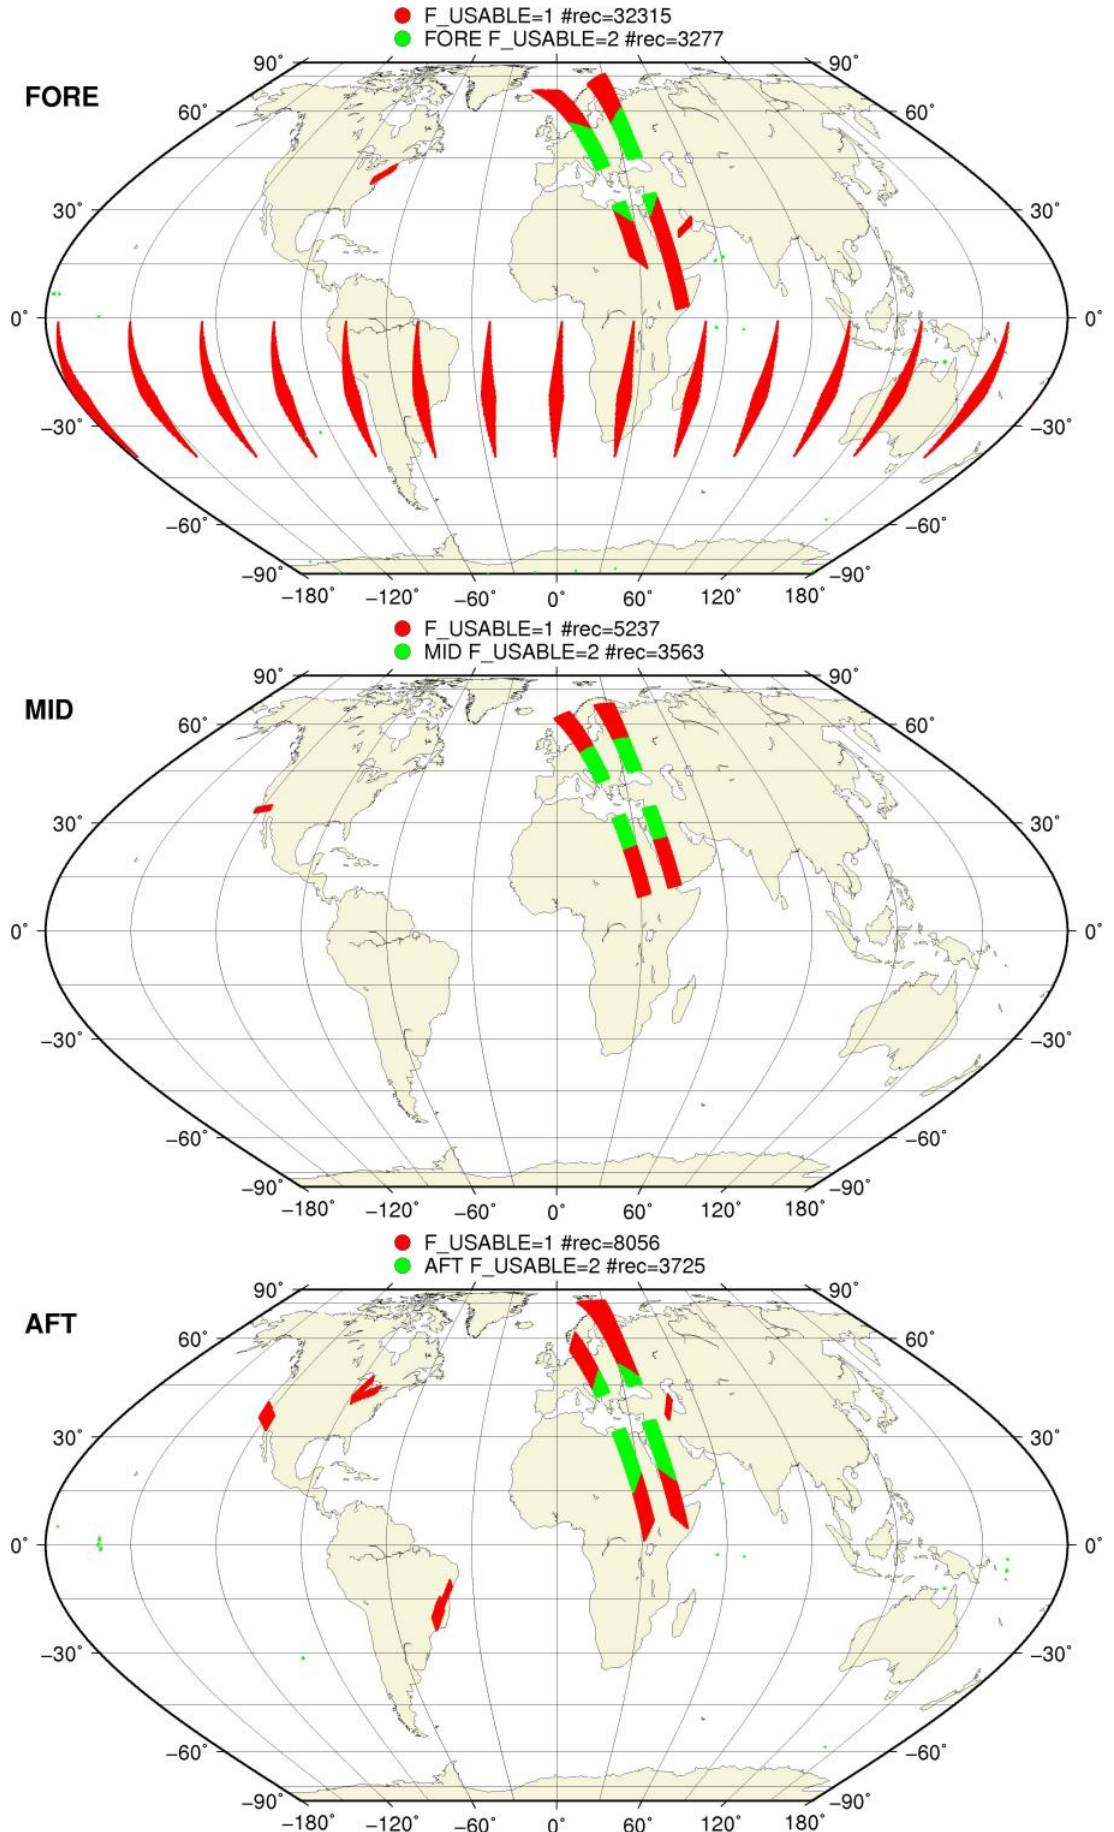 F_USABLE=1 #rec=32315
FORE F_USABLE=2 #rec=3277
FORE
90° 90°
60° 60°
30° 30°
0° 0°
−30° −30°
−60° −60°
−90° −90°
−180° −120° −60° 0° 60° 120° 180°
F_USABLE=1 #rec=5237
MID F_USABLE=2 #rec=3563
MID
90° 90°
60° 60°
30° 30°
0° 0°
−30° −30°
−60° −60°
−90° −90°
−180° −120° −60° 0° 60° 120° 180°
F_USABLE=1 #rec=8056
AFT F_USABLE=2 #rec=3725
AFT
90° 90°
60° 60°
30° 30°
0° 0°
−30° −30°
−60° −60°
−90° −90°
−180° −120° −60° 0° 60° 120° 180°